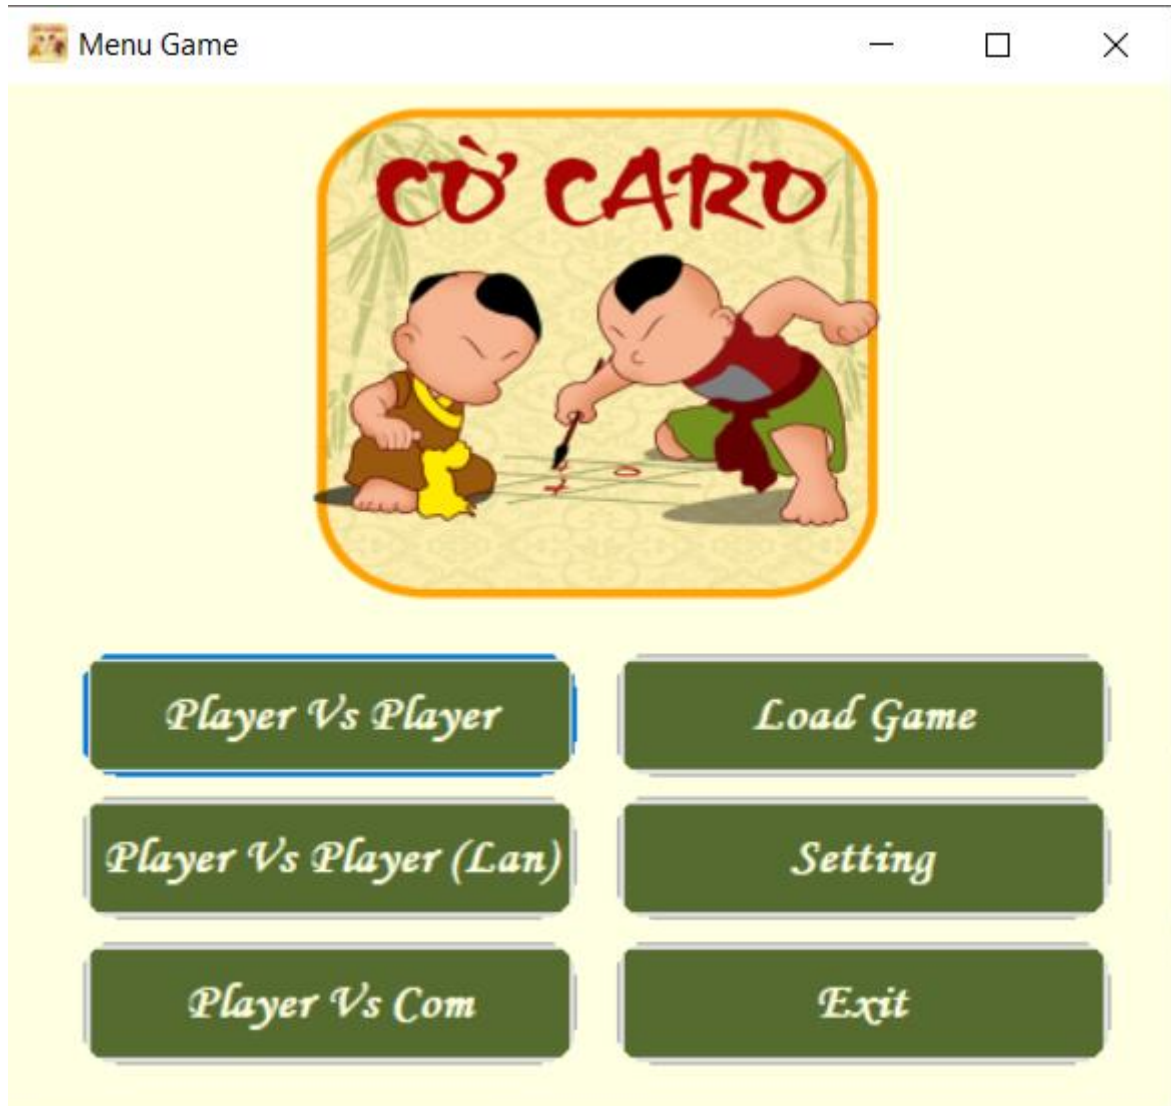 Menu Game
CỜ CARO
Player Vs Player
Load Game
Player Vs Player (Lan)
Setting
Player Vs Com
Exit